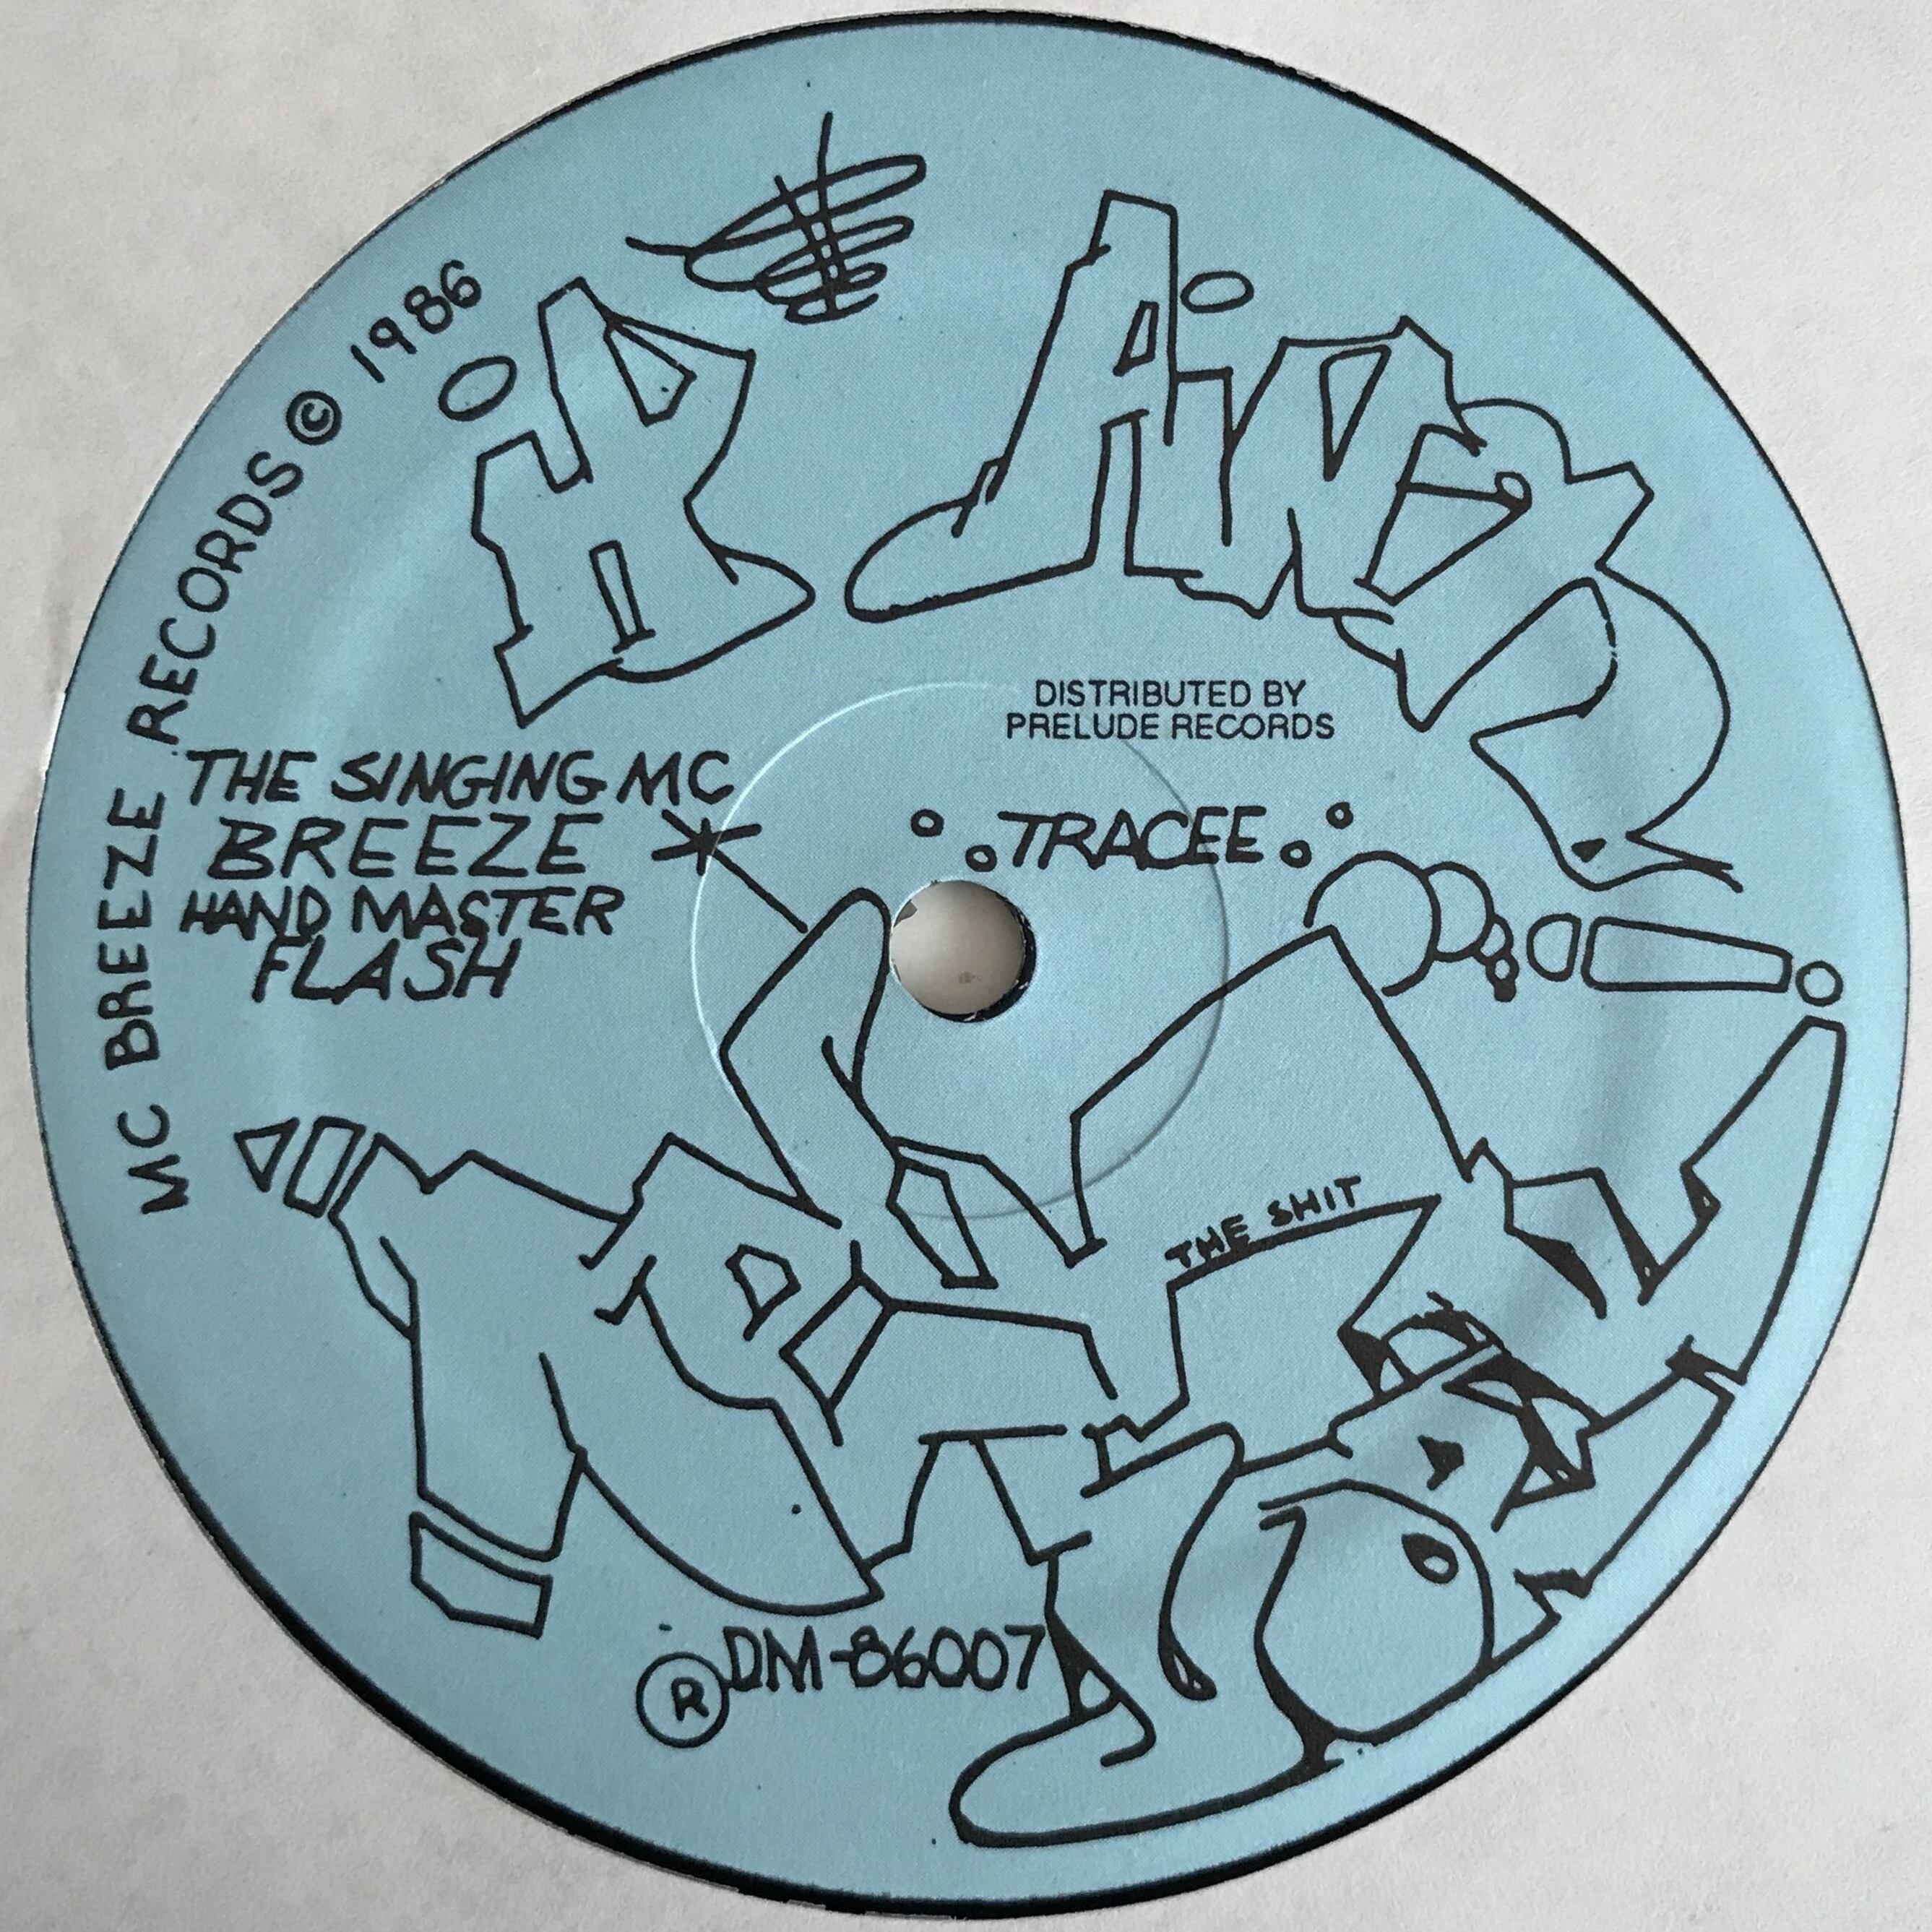 MC BREEZE RECORDS © 1986
DISTRIBUTED BY
PRELUDE RECORDS
THE SINGING MC
BREEZE
HAND MASTER
FLASH
TRACEE
THE SHIT
Ⓡ DM-86007